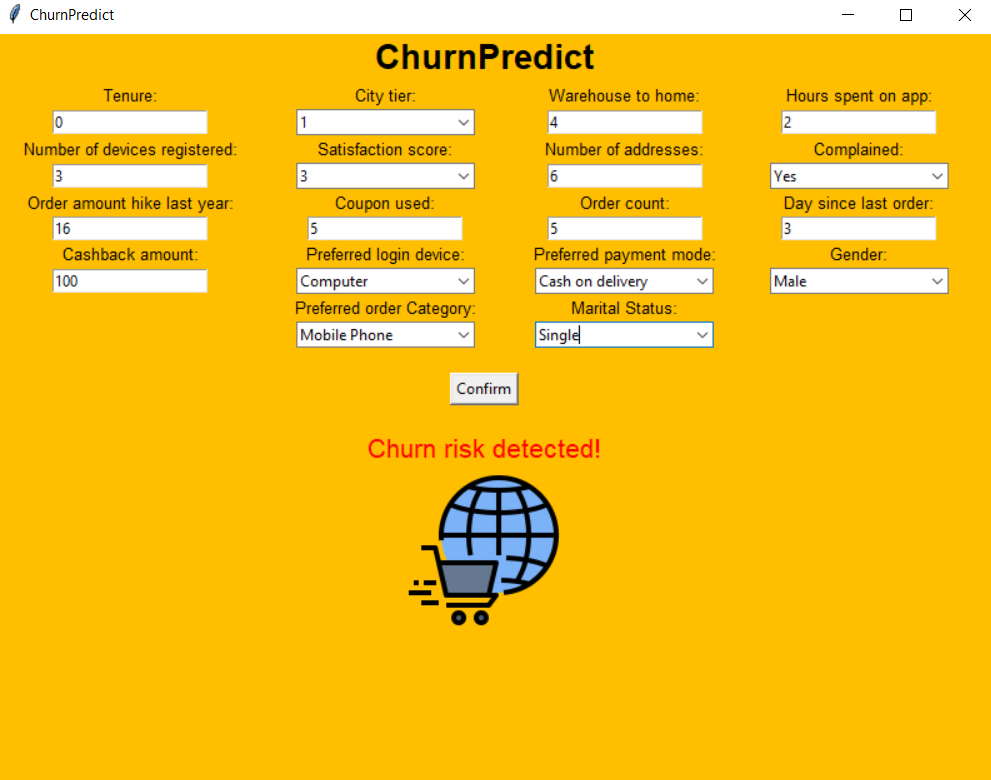 ChurnPredict
ChurnPredict
Tenure: City tier: Warehouse to home: Hours spent on app:
0 1 4 2
Number of devices registered: Satisfaction score: Number of addresses: Complained:
3 3 6 Yes
Order amount hike last year: Coupon used: Order count: Day since last order:
16 5 5 3
Cashback amount: Preferred login device: Preferred payment mode: Gender:
100 Computer Cash on delivery Male
Preferred order Category: Marital Status:
Mobile Phone Single
Confirm
Churn risk detected!